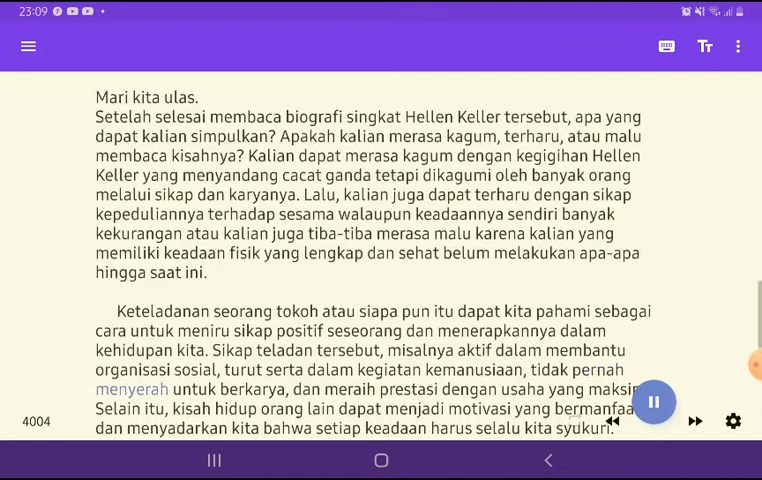 23:09
Mari kita ulas.
Setelah selesai membaca biografi singkat Hellen Keller tersebut, apa yang
dapat kalian simpulkan? Apakah kalian merasa kagum, terharu, atau malu
membaca kisahnya? Kalian dapat merasa kagum dengan kegigihan Hellen
Keller yang menyandang cacat ganda tetapi dikagumi oleh banyak orang
melalui sikap dan karyanya. Lalu, kalian juga dapat terharu dengan sikap
kepeduliannya terhadap sesama walaupun keadaannya sendiri banyak
kekurangan atau kalian juga tiba-tiba merasa malu karena kalian yang
memiliki keadaan fisik yang lengkap dan sehat belum melakukan apa-apa
hingga saat ini.
Keteladanan seorang tokoh atau siapa pun itu dapat kita pahami sebagai
cara untuk meniru sikap positif seseorang dan menerapkannya dalam
kehidupan kita. Sikap teladan tersebut, misalnya aktif dalam membantu
organisasi sosial, turut serta dalam kegiatan kemanusiaan, tidak pernah
menyerah untuk berkarya, dan meraih prestasi dengan usaha yang
Selain itu, kisah hidup orang lain dapat menjadi motivasi yang
dan menyadarkan kita bahwa setiap keadaan harus selalu kita syukuri.
4004